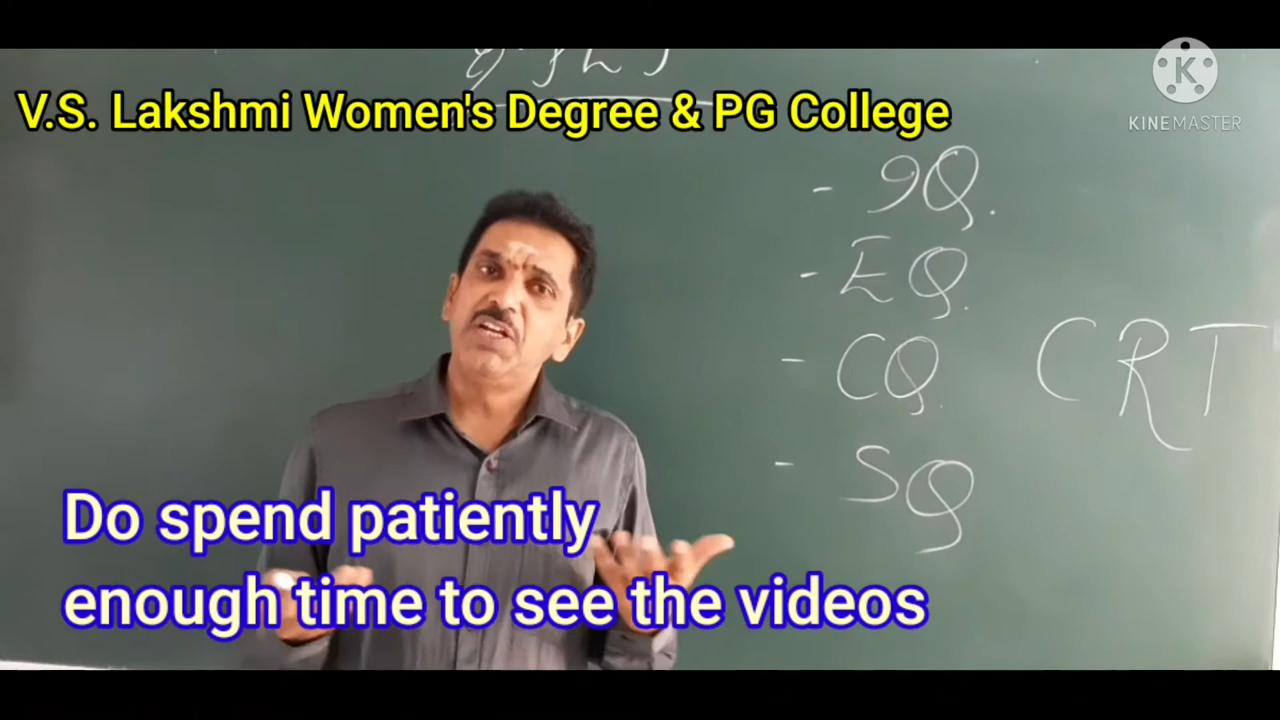 V.S. Lakshmi Women's Degree & PG College
K
KINEMASTER
- IQ.
- EQ.
- CQ.
- SQ
CRT
Do spend patiently
enough time to see the videos